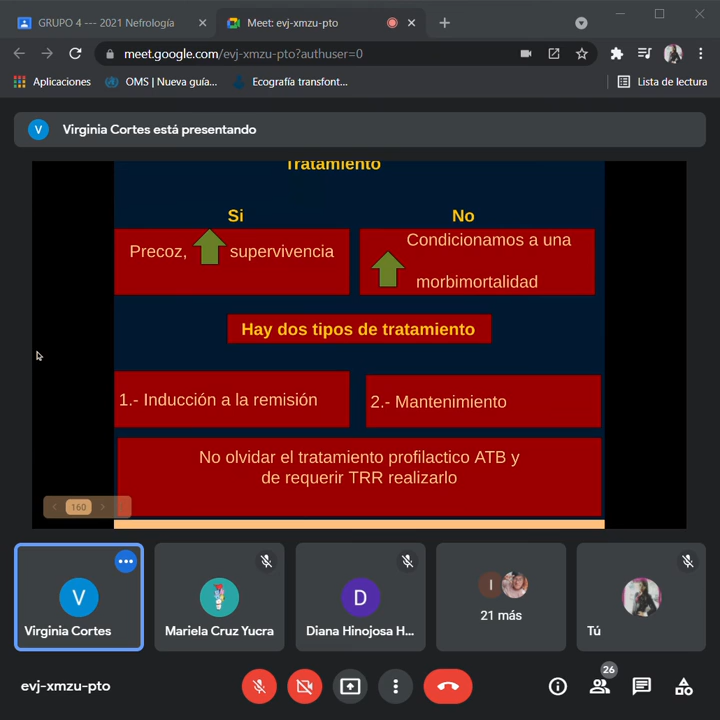 GRUPO 4 --- 2021 Nefrología
Meet: evj-xmzu-pto
meet.google.com/evj-xmzu-pto?authuser=0
Aplicaciones
OMS | Nueva guía...
Ecografía transfont...
Lista de lectura
V
Virginia Cortes está presentando
Tratamiento
Si
No
Precoz, supervivencia
Condicionamos a una
morbimortalidad
Hay dos tipos de tratamiento
1.- Inducción a la remisión
2.- Mantenimiento
No olvidar el tratamiento profilactico ATB y
de requerir TRR realizarlo
160
V
Virginia Cortes
Mariela Cruz Yucra
D
Diana Hinojosa H...
I
21 más
Tú
evj-xmzu-pto
26